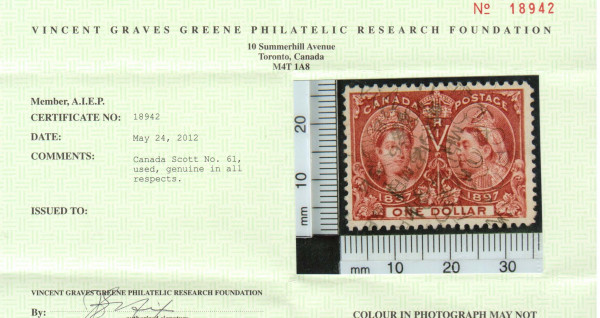 Nº 18942
VINCENT GRAVES GREENE PHILATELIC RESEARCH FOUNDATION
10 Summerhill Avenue
Toronto, Canada
M4T 1A8
Member, A.I.E.P.
CERTIFICATE NO: 18942
DATE: May 24, 2012
COMMENTS: Canada Scott No. 61,
used, genuine in all
respects.
ISSUED TO:
20
10
mm
CANADA POSTAGE
1837 1897
ONE DOLLAR
mm 10 20 30
VINCENT GRAVES GREENE PHILATELIC RESEARCH FOUNDATION
By:
COLOUR IN PHOTOGRAPH MAY NOT